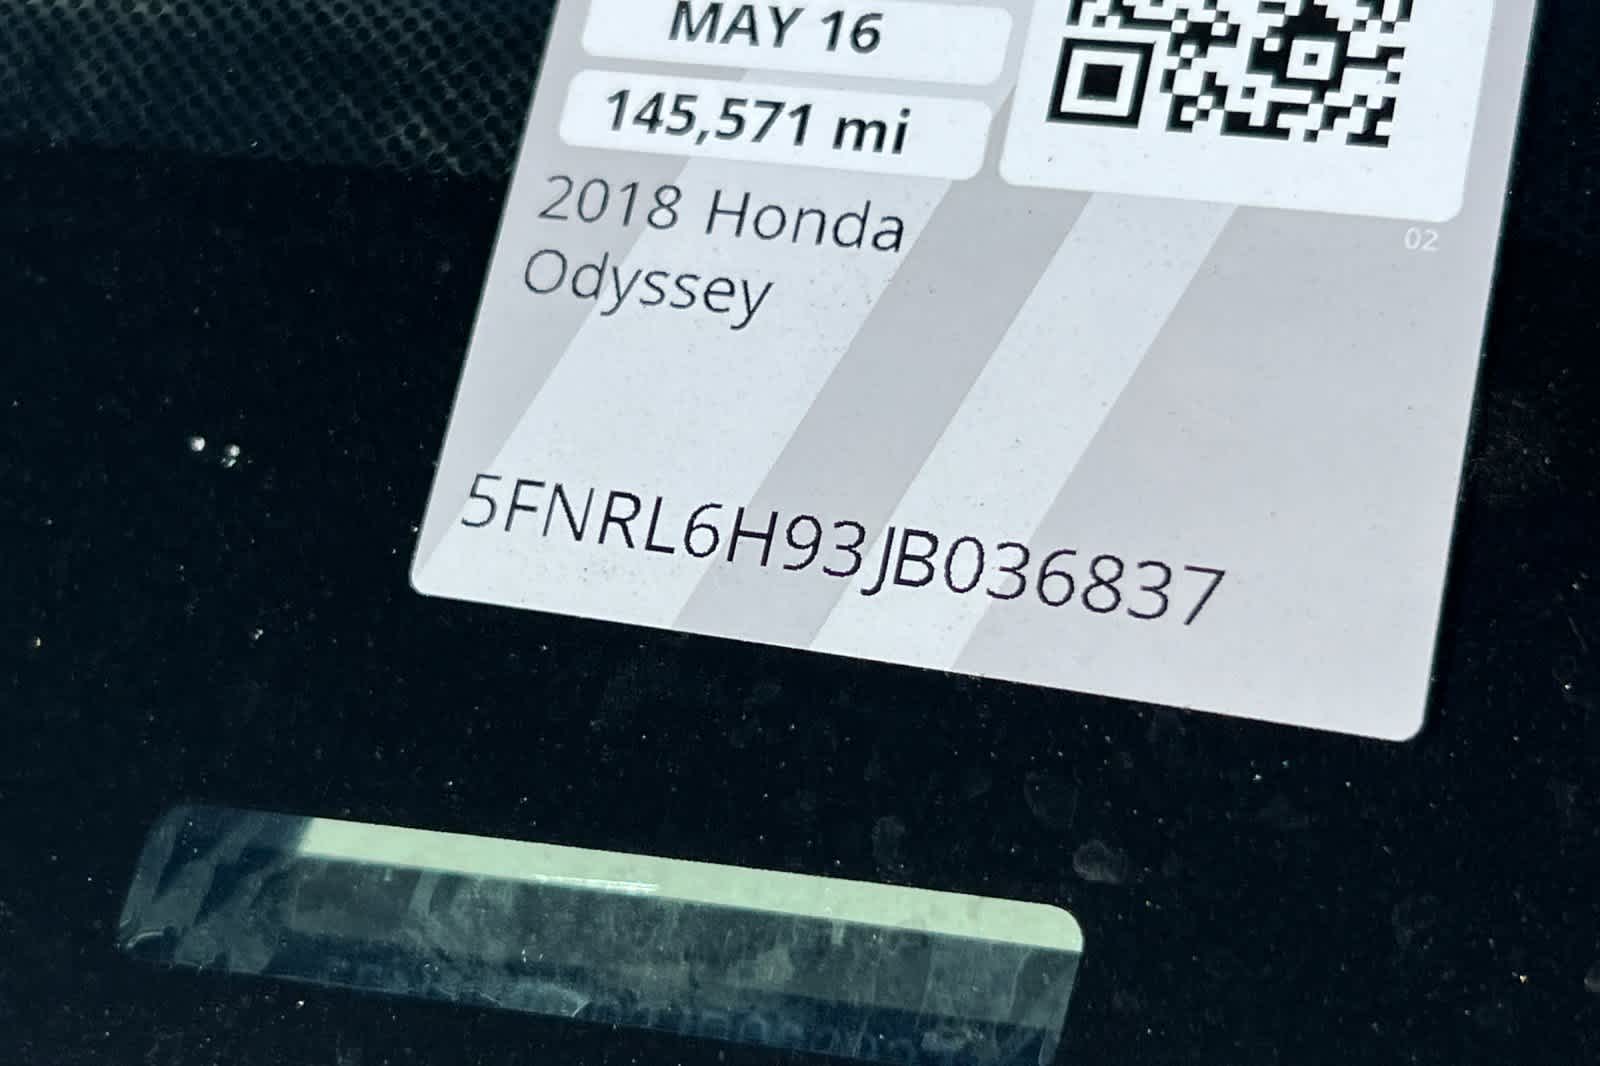 MAY 16
145,571 mi
2018 Honda
Odyssey
02
5FNRL6H93JB036837